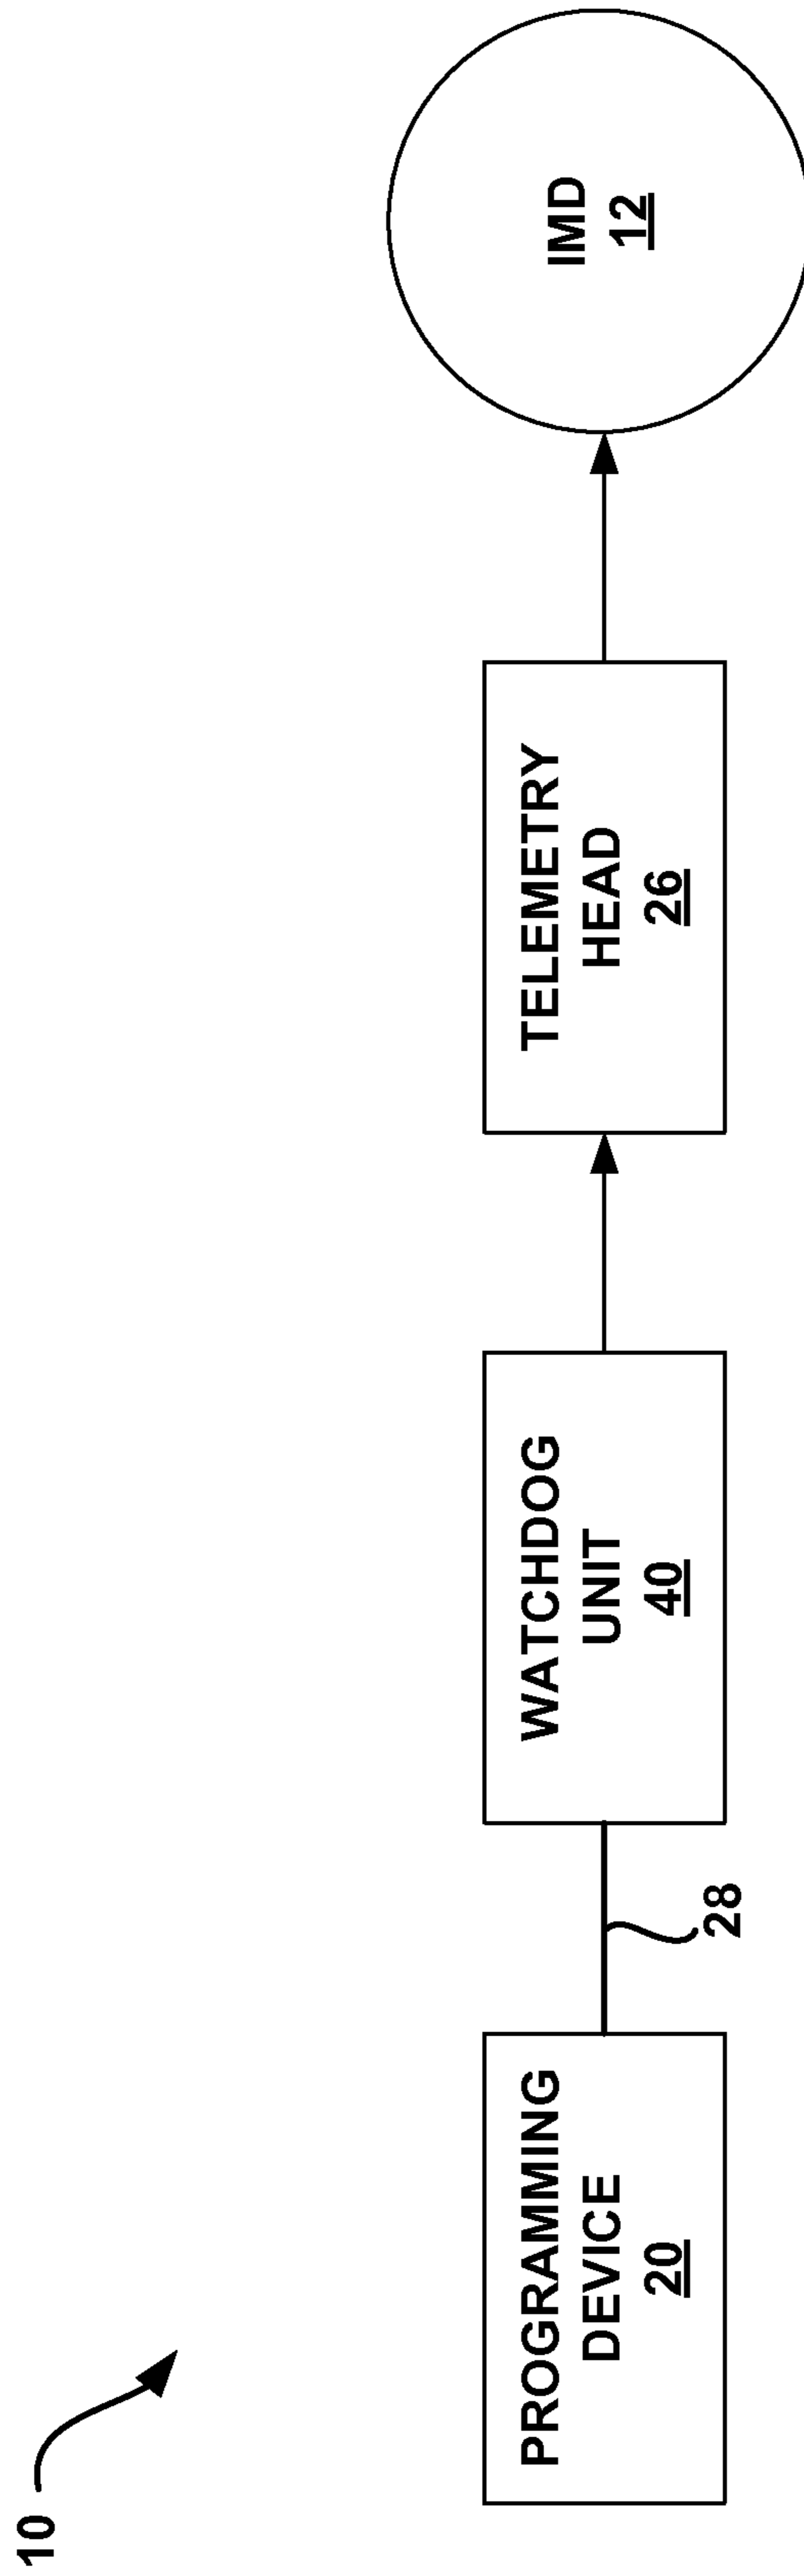 10
PROGRAMMING
DEVICE
20
28
WATCHDOG
UNIT
40
TELEMETRY
HEAD
26
IMD
12